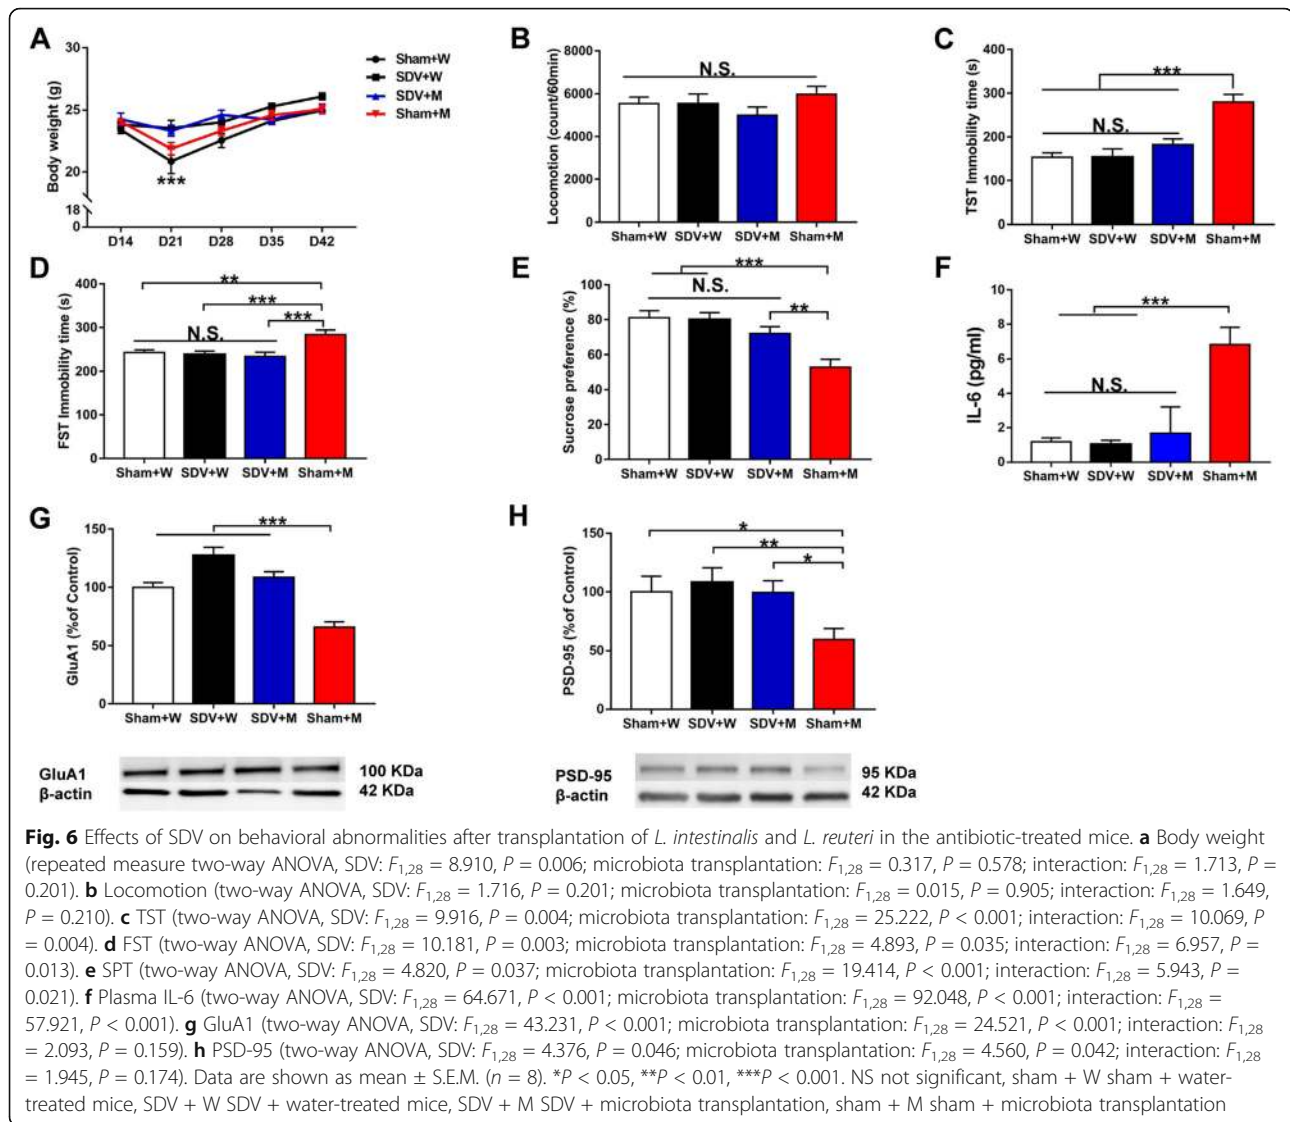 A
30
25
20
18
0
Body weight (g)
D14 D21 D28 D35 D42
***
Sham+W
SDV+W
SDV+M
Sham+M
B
8000
6000
4000
2000
0
Locomotion (count/60min)
N.S.
Sham+W SDV+W SDV+M Sham+M
C
400
300
200
100
0
TST Immobility time (s)
***
N.S.
Sham+W SDV+W SDV+M Sham+M
D
400
300
200
100
0
FST Immobility time (s)
**
***
***
N.S.
Sham+W SDV+W SDV+M Sham+M
E
100
80
60
40
20
0
Sucrose preference (%)
***
N.S.
**
Sham+W SDV+W SDV+M Sham+M
F
10
8
6
4
2
0
IL-6 (pg/ml)
***
N.S.
Sham+W SDV+W SDV+M Sham+M
G
150
100
50
0
GluA1 (%of Control)
***
Sham+W SDV+W SDV+M Sham+M
GluA1 100 KDa
β-actin 42 KDa
H
150
100
50
0
PSD-95 (%of Control)
*
**
*
Sham+W SDV+W SDV+M Sham+M
PSD-95 95 KDa
β-actin 42 KDa
Fig. 6 Effects of SDV on behavioral abnormalities after transplantation of L. intestinalis and L. reuteri in the antibiotic-treated mice. a Body weight
(repeated measure two-way ANOVA, SDV: F1,28 = 8.910, P = 0.006; microbiota transplantation: F1,28 = 0.317, P = 0.578; interaction: F1,28 = 1.713, P =
0.201). b Locomotion (two-way ANOVA, SDV: F1,28 = 1.716, P = 0.201; microbiota transplantation: F1,28 = 0.015, P = 0.905; interaction: F1,28 = 1.649,
P = 0.210). c TST (two-way ANOVA, SDV: F1,28 = 9.916, P = 0.004; microbiota transplantation: F1,28 = 25.222, P < 0.001; interaction: F1,28 = 10.069, P
= 0.004). d FST (two-way ANOVA, SDV: F1,28 = 10.181, P = 0.003; microbiota transplantation: F1,28 = 4.893, P = 0.035; interaction: F1,28 = 6.957, P =
0.013). e SPT (two-way ANOVA, SDV: F1,28 = 4.820, P = 0.037; microbiota transplantation: F1,28 = 19.414, P < 0.001; interaction: F1,28 = 5.943, P =
0.021). f Plasma IL-6 (two-way ANOVA, SDV: F1,28 = 64.671, P < 0.001; microbiota transplantation: F1,28 = 92.048, P < 0.001; interaction: F1,28 =
57.921, P < 0.001). g GluA1 (two-way ANOVA, SDV: F1,28 = 43.231, P < 0.001; microbiota transplantation: F1,28 = 24.521, P < 0.001; interaction: F1,28
= 2.093, P = 0.159). h PSD-95 (two-way ANOVA, SDV: F1,28 = 4.376, P = 0.046; microbiota transplantation: F1,28 = 4.560, P = 0.042; interaction: F1,28
= 1.945, P = 0.174). Data are shown as mean ± S.E.M. (n = 8). *P < 0.05, **P < 0.01, ***P < 0.001. NS not significant, sham + W sham + water-
treated mice, SDV + W SDV + water-treated mice, SDV + M SDV + microbiota transplantation, sham + M sham + microbiota transplantation